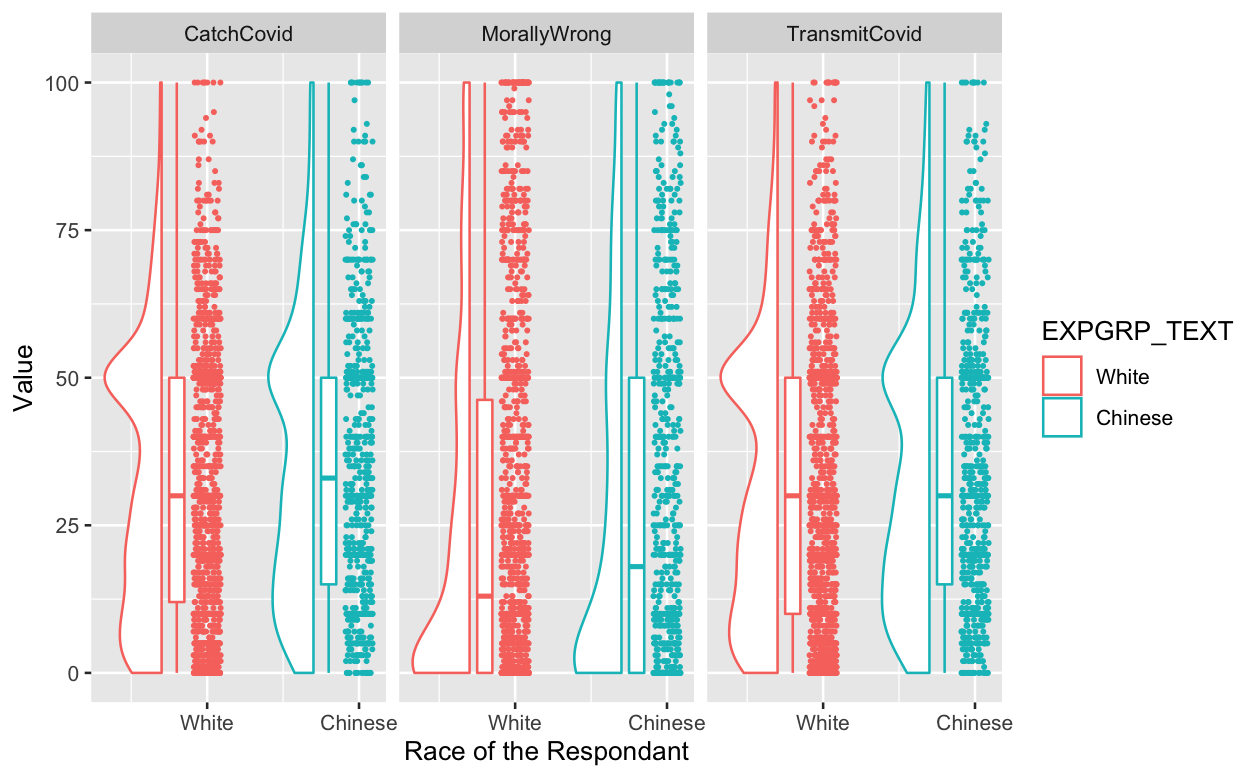 CatchCovid
MorallyWrong
TransmitCovid
Value
100
75
50
25
0
White
Chinese
White
Chinese
White
Chinese
Race of the Respondant
EXPGRP_TEXT
White
Chinese